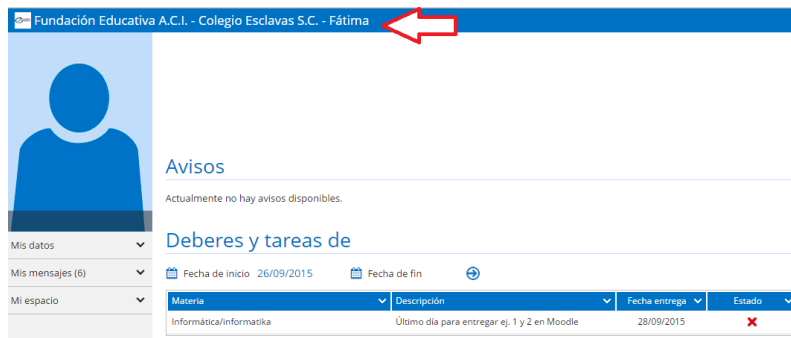 Fundación Educativa A.C.I. - Colegio Esclavas S.C. - Fátima
Avisos
Actualmente no hay avisos disponibles.
Mis datos
Mis mensajes (6)
Mi espacio
Deberes y tareas de
Fecha de inicio 26/09/2015 Fecha de fin
Materia Descripción Fecha entrega Estado
Informática/informatika Último día para entregar ej. 1 y 2 en Moodle 28/09/2015